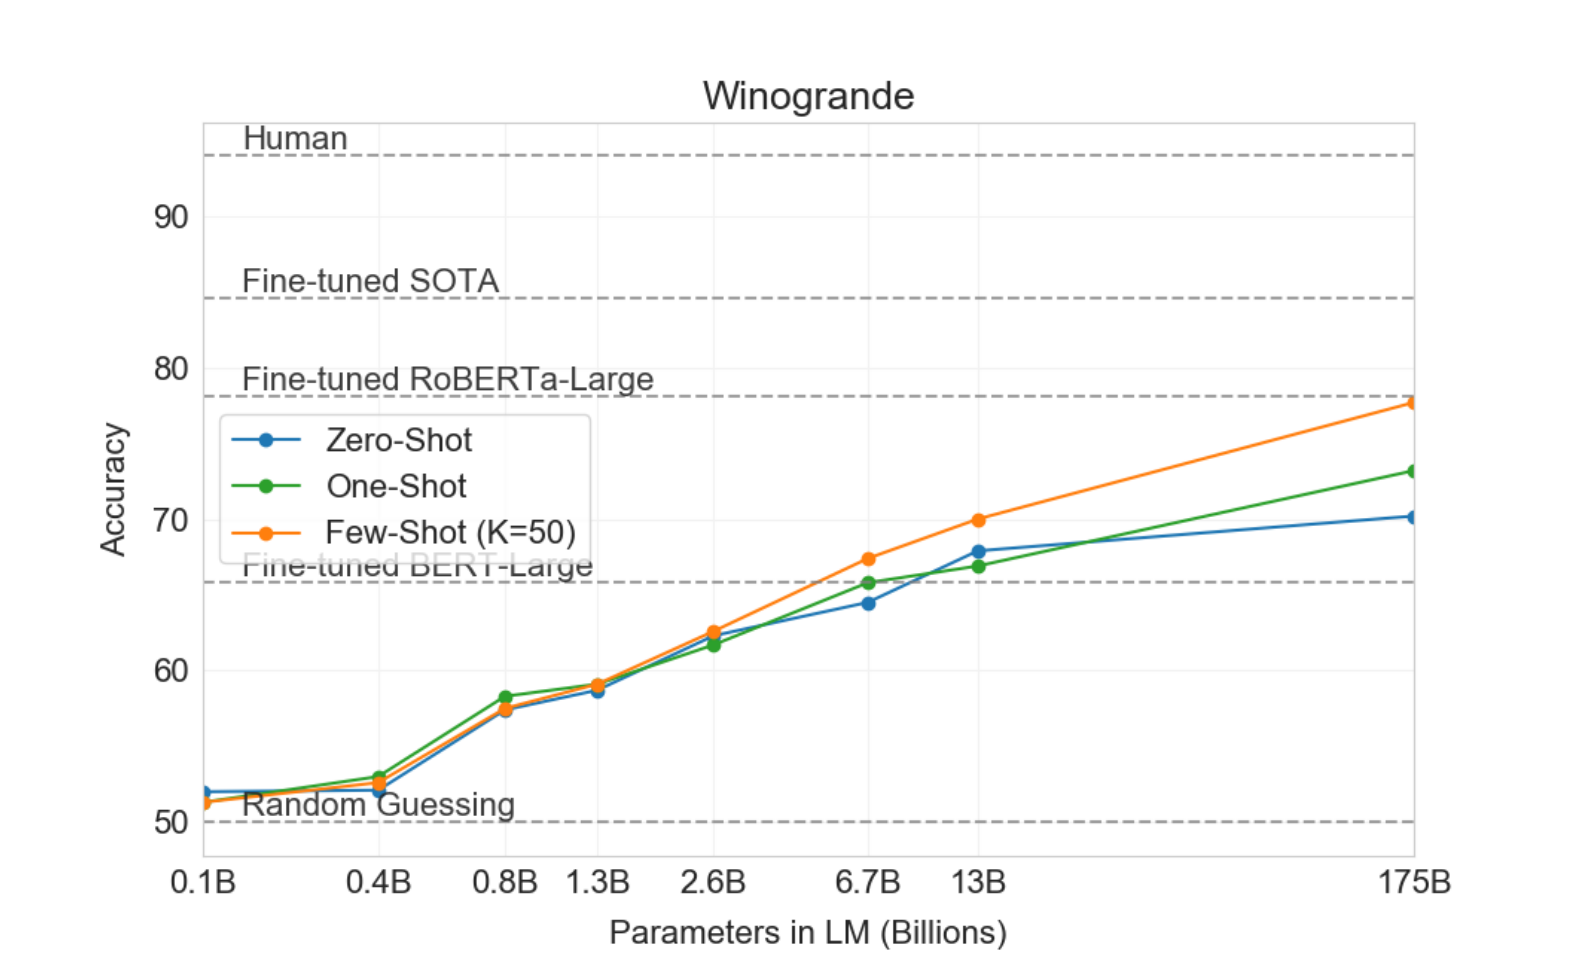 Winogrande
Human
90
Fine-tuned SOTA
80
Fine-tuned RoBERTa-Large
Zero-Shot
One-Shot
70
Few-Shot (K=50)
Fine-tuned BERT-Large
60
Random Guessing
50
Accuracy
0.1B 0.4B 0.8B 1.3B 2.6B 6.7B 13B 175B
Parameters in LM (Billions)